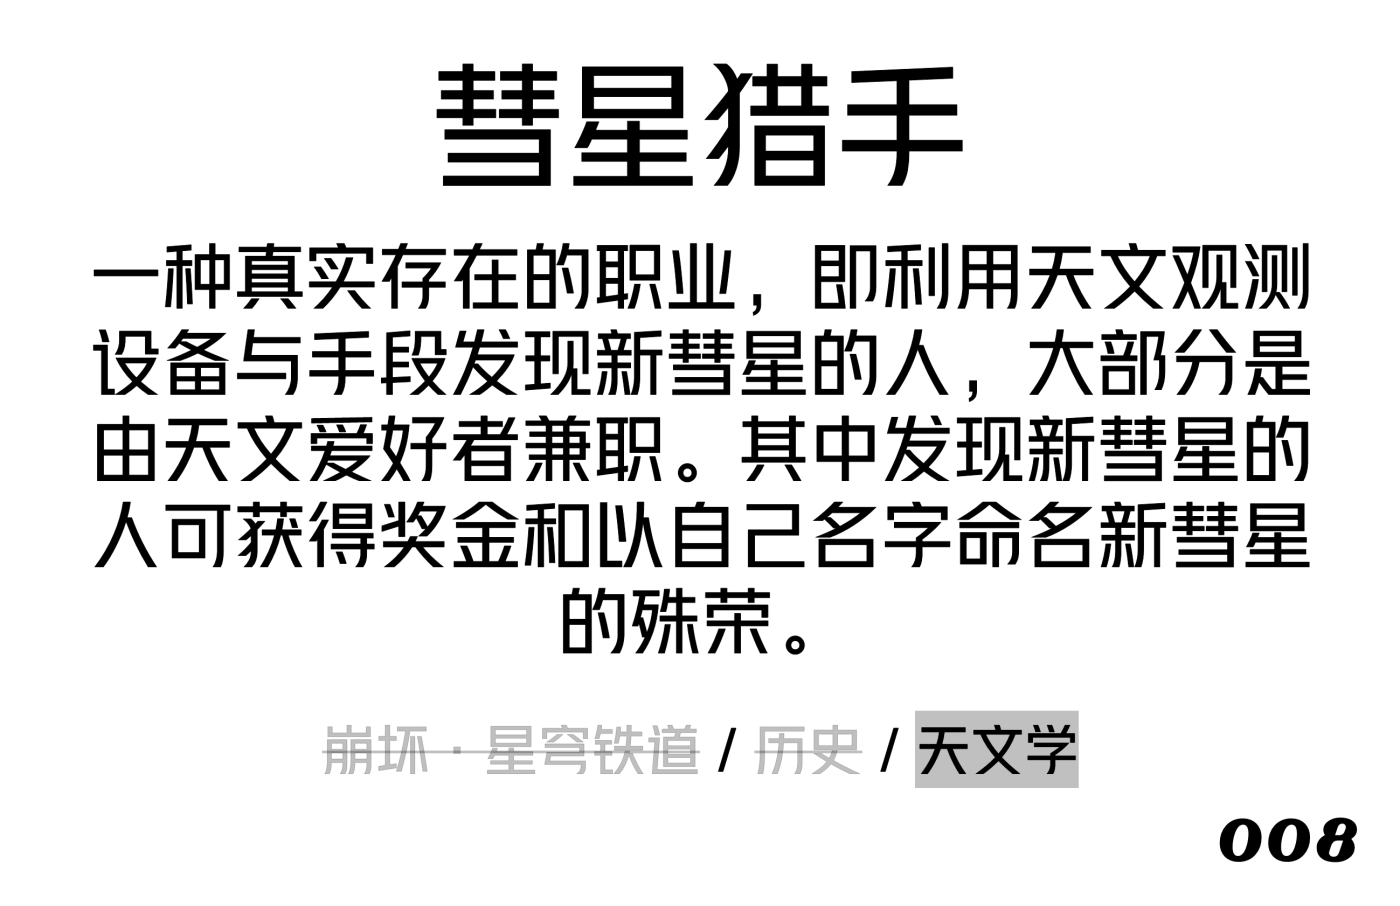 彗星猎手
一种真实存在的职业，即利用天文观测
设备与手段发现新彗星的人，大部分是
由天文爱好者兼职。其中发现新彗星的
人可获得奖金和以自己名字命名新彗星
的殊荣。
崩坏·星穹铁道 / 历史 / 天文学
008